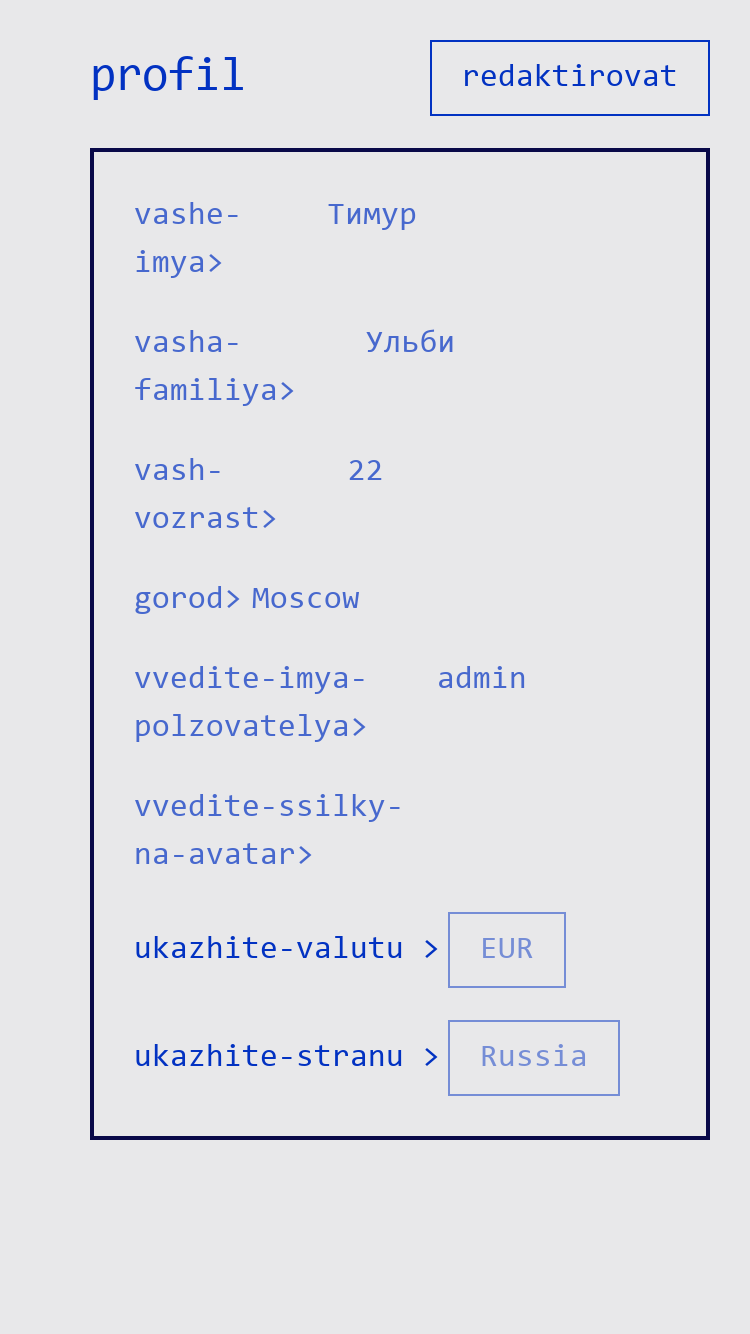 profil
redaktirovat
vashe- Тимур
imya>
vasha- Ульби
familiya>
vash- 22
vozrast>
gorod> Moscow
vvedite-imya- admin
polzovatelya>
vvedite-ssilky-
na-avatar>
ukazhite-valutu > EUR
ukazhite-stranu > Russia